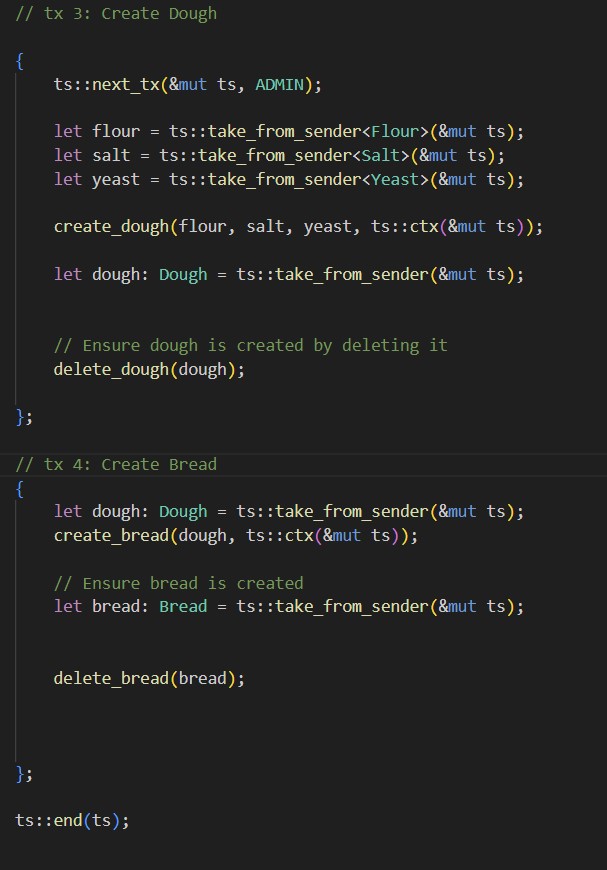 // tx 3: Create Dough
{
ts::next_tx(&mut ts, ADMIN);
let flour = ts::take_from_sender<Flour>(&mut ts);
let salt = ts::take_from_sender<Salt>(&mut ts);
let yeast = ts::take_from_sender<Yeast>(&mut ts);
create_dough(flour, salt, yeast, ts::ctx(&mut ts));
let dough: Dough = ts::take_from_sender(&mut ts);
// Ensure dough is created by deleting it
delete_dough(dough);
};
// tx 4: Create Bread
{
let dough: Dough = ts::take_from_sender(&mut ts);
create_bread(dough, ts::ctx(&mut ts));
// Ensure bread is created
let bread: Bread = ts::take_from_sender(&mut ts);
delete_bread(bread);
};
ts::end(ts);